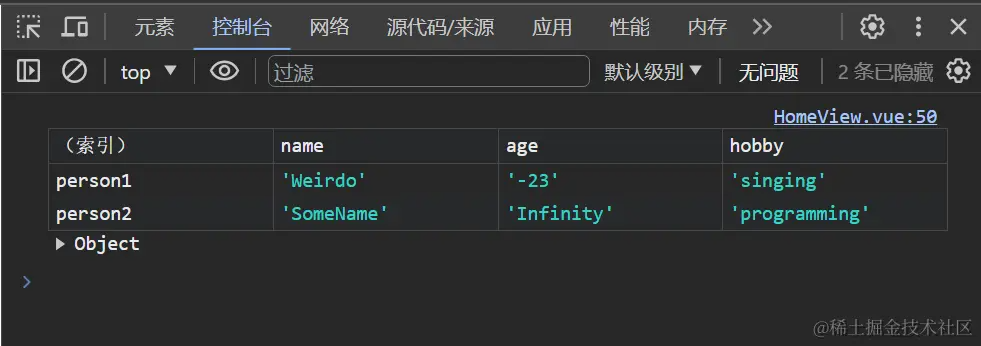 元素 控制台 网络 源代码/来源 应用 性能 内存
top 过滤 默认级别 无问题 2 条已隐藏
HomeView.vue:50
（索引） name age hobby
person1 'Weirdo' '-23' 'singing'
person2 'SomeName' 'Infinity' 'programming'
Object
@稀土掘金技术社区